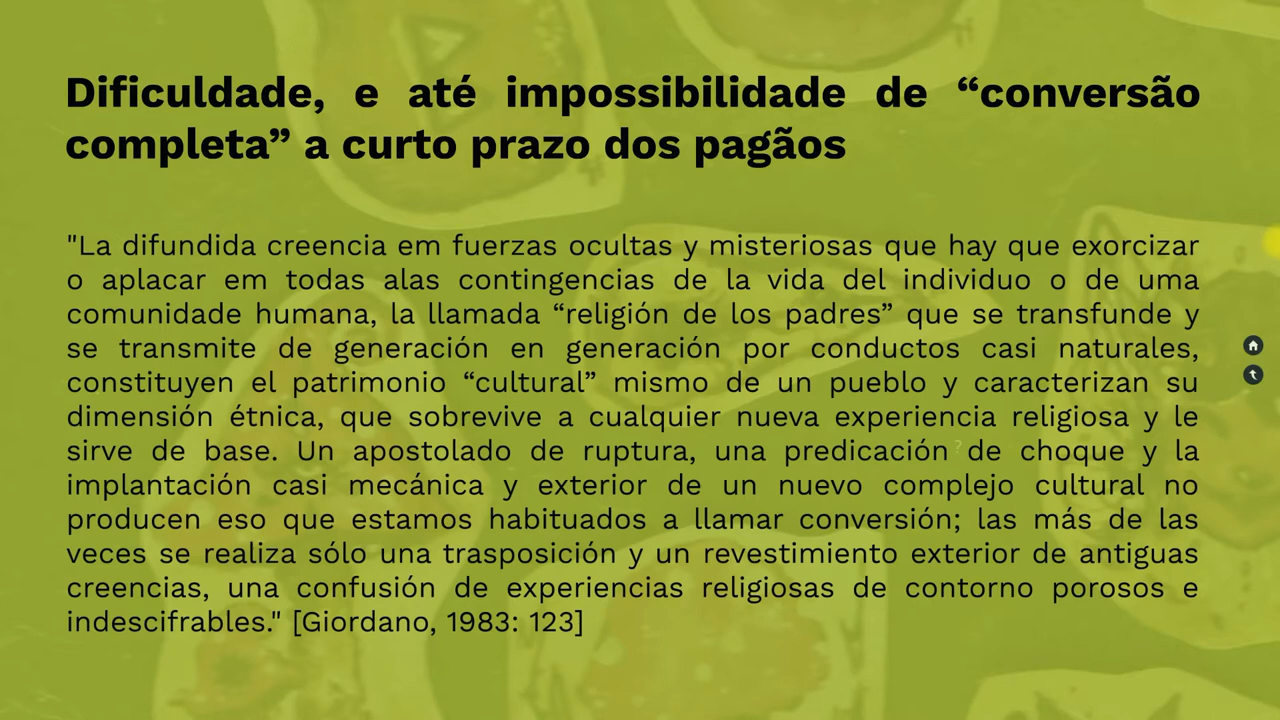 Dificuldade, e até impossibilidade de “conversão
completa” a curto prazo dos pagãos
"La difundida creencia em fuerzas ocultas y misteriosas que hay que exorcizar
o aplacar em todas alas contingencias de la vida del individuo o de uma
comunidade humana, la llamada “religión de los padres” que se transfunde y
se transmite de generación en generación por conductos casi naturales,
constituyen el patrimonio “cultural” mismo de un pueblo y caracterizan su
dimensión étnica, que sobrevive a cualquier nueva experiencia religiosa y le
sirve de base. Un apostolado de ruptura, una predicación de choque y la
implantación casi mecánica y exterior de un nuevo complejo cultural no
producen eso que estamos habituados a llamar conversión; las más de las
veces se realiza sólo una trasposición y un revestimiento exterior de antiguas
creencias, una confusión de experiencias religiosas de contorno porosos e
indescifrables." [Giordano, 1983: 123]